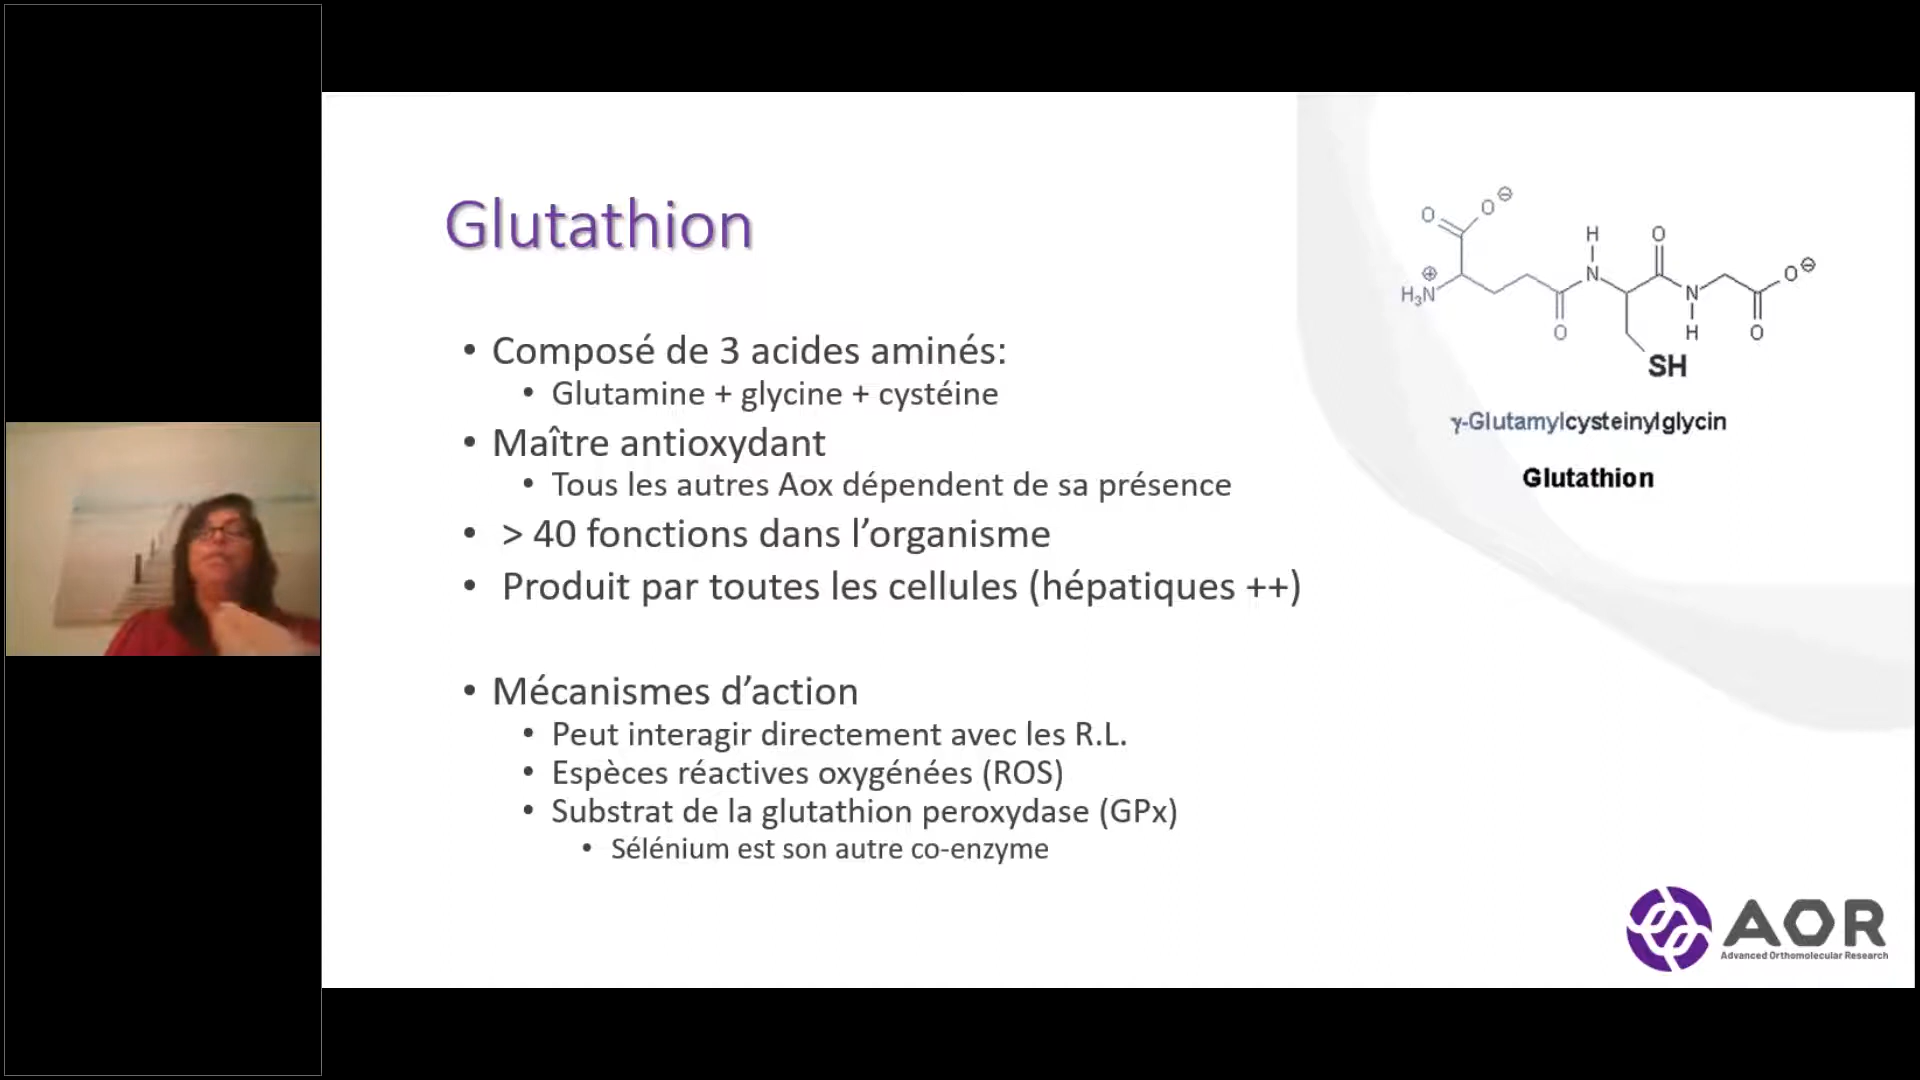 Glutathion
• Composé de 3 acides aminés:
• Glutamine + glycine + cystéine
• Maître antioxydant
• Tous les autres Aox dépendent de sa présence
• > 40 fonctions dans l’organisme
• Produit par toutes les cellules (hépatiques ++)
• Mécanismes d’action
• Peut interagir directement avec les R.L.
• Espèces réactives oxygénées (ROS)
• Substrat de la glutathion peroxydase (GPx)
• Sélénium est son autre co-enzyme
O
O⊖
H
O
O⊖
⊕
H₃N
N
N
O
H
O
SH
γ-Glutamylcysteinylglycin
Glutathion
AOR
Advanced Orthomolecular Research